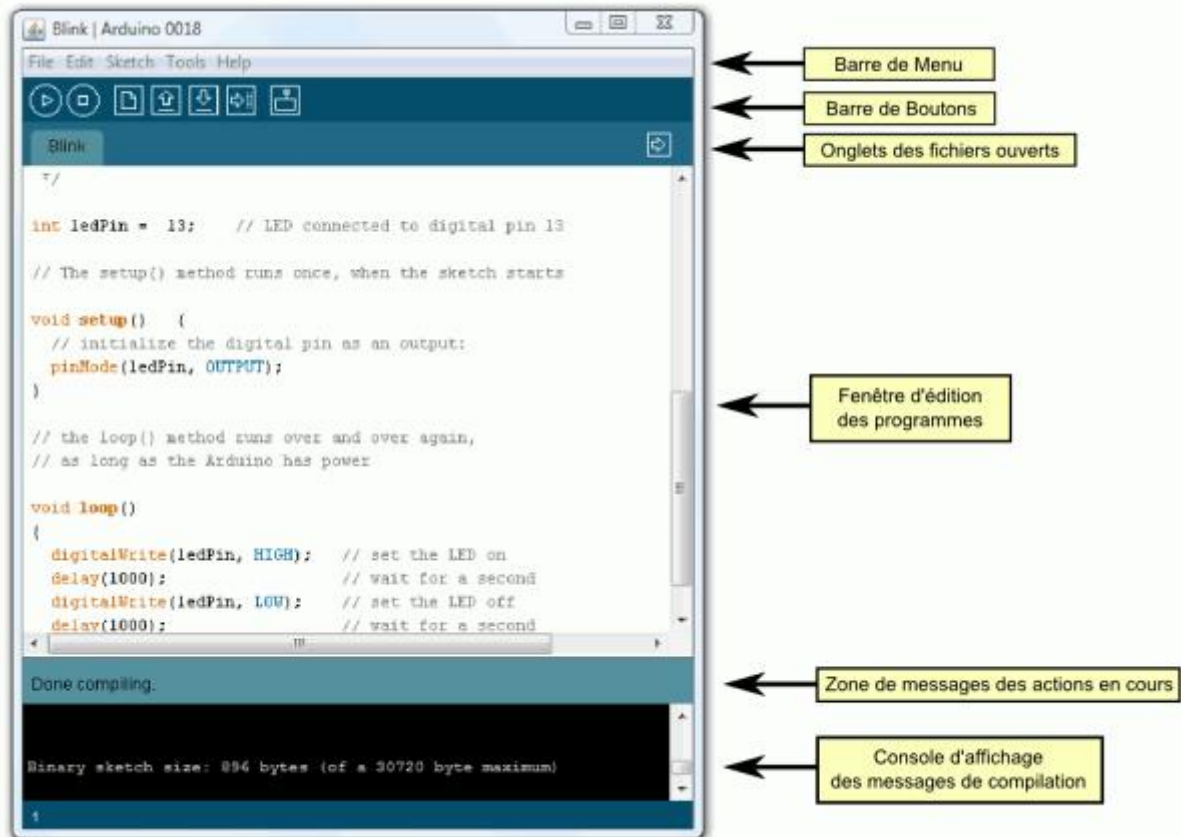 Blink | Arduino 0018
File Edit Sketch Tools Help
Barre de Menu
Barre de Boutons
Blink
Onglets des fichiers ouverts
*/
int ledPin = 13; // LED connected to digital pin 13
// The setup() method runs once, when the sketch starts
void setup() {
// initialize the digital pin as an output:
pinMode(ledPin, OUTPUT);
}
Fenêtre d'édition
des programmes
// the loop() method runs over and over again,
// as long as the Arduino has power
void loop()
{
digitalWrite(ledPin, HIGH); // set the LED on
delay(1000); // wait for a second
digitalWrite(ledPin, LOW); // set the LED off
delay(1000); // wait for a second
Done compiling.
Zone de messages des actions en cours
Binary sketch size: 896 bytes (of a 30720 byte maximum)
Console d'affichage
des messages de compilation
1